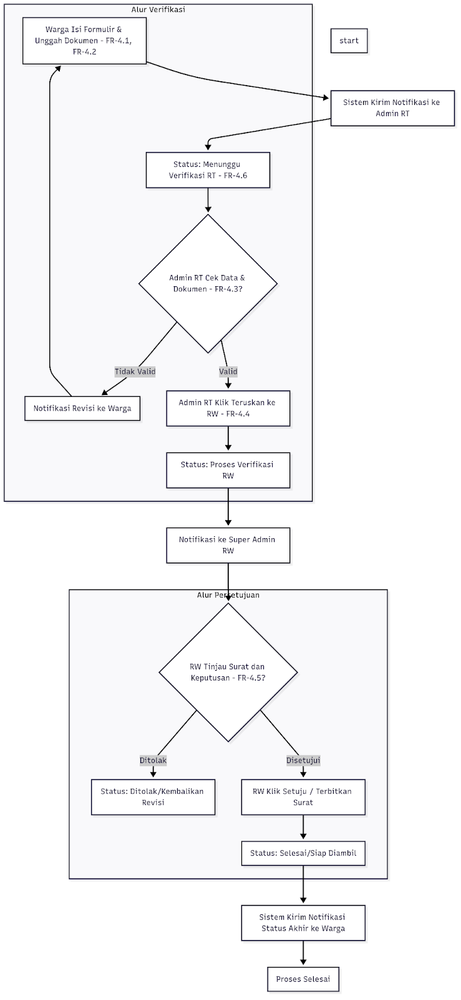 Alur Verifikasi
Warga Isi Formulir &
Unggah Dokumen - FR-4.1,
FR-4.2
start
Sistem Kirim Notifikasi ke
Admin RT
Status: Menunggu
Verifikasi RT - FR-4.6
Admin RT Cek Data &
Dokumen - FR-4.3?
Tidak Valid
Valid
Notifikasi Revisi ke Warga
Admin RT Klik Teruskan ke
RW - FR-4.4
Status: Proses Verifikasi
RW
Notifikasi ke Super Admin
RW
Alur Persetujuan
RW Tinjau Surat dan
Keputusan - FR-4.5?
Ditolak
Disetujui
Status: Ditolak/Kembalikan
Revisi
RW Klik Setuju / Terbitkan
Surat
Status: Selesai/Siap Diambil
Sistem Kirim Notifikasi
Status Akhir ke Warga
Proses Selesai